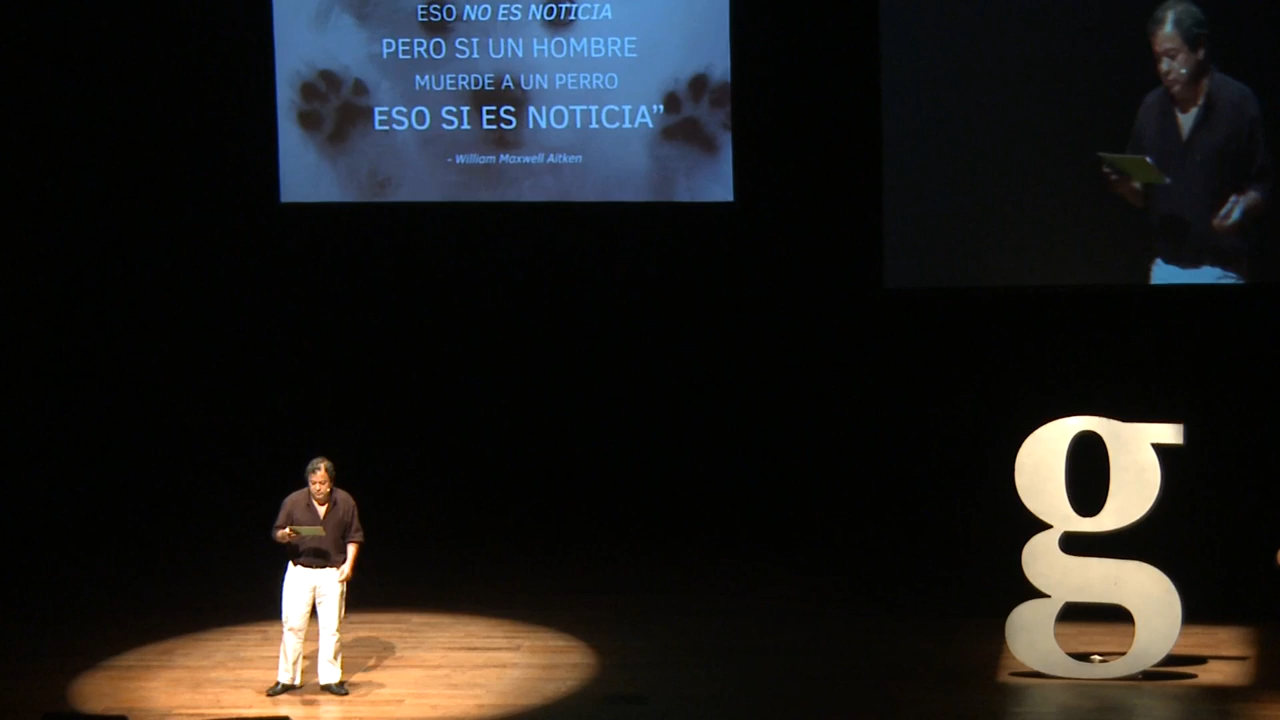 ESO NO ES NOTICIA
PERO SI UN HOMBRE
MUERDE A UN PERRO
ESO SI ES NOTICIA”
- William Maxwell Aitken
g